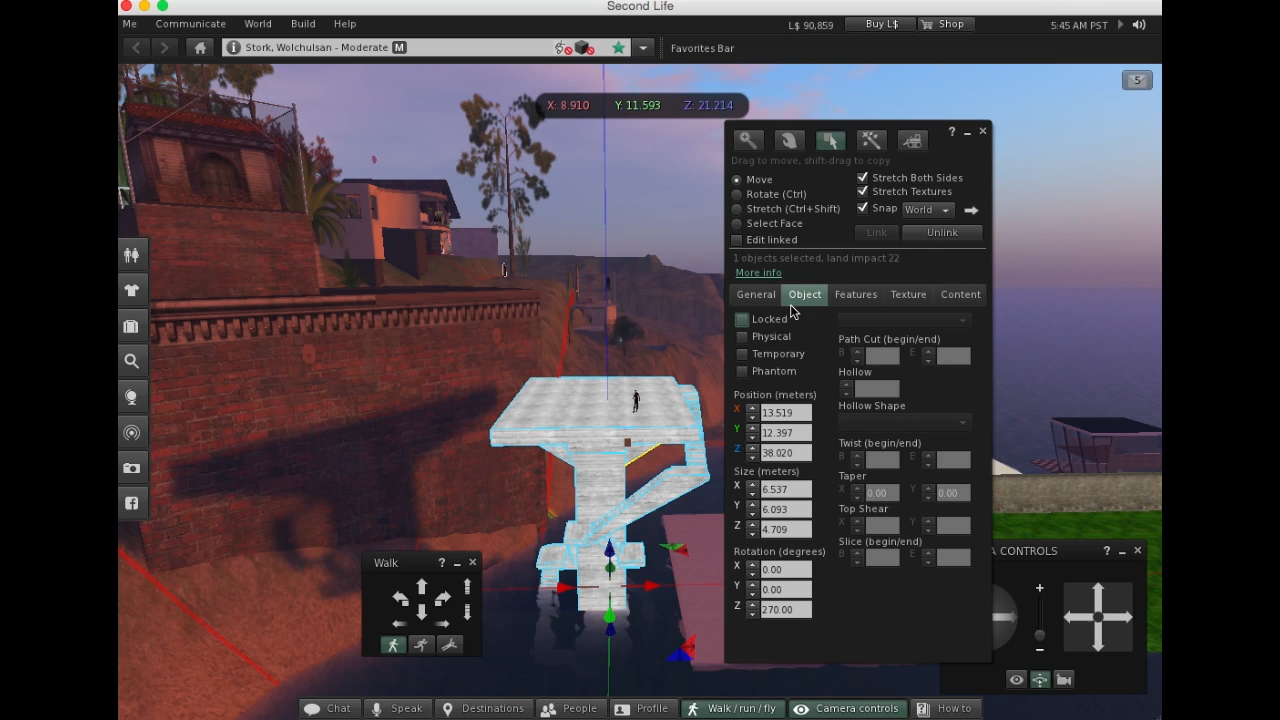 Second Life
Me Communicate World Build Help
L$ 90,859 Buy L$ Shop 5:45 AM PST
Stork, Wolchulsan - Moderate M
Favorites Bar
5
X: 8.910 Y: 11.593 Z: 21.214
? _ ×
Drag to move, shift-drag to copy
Move
Rotate (Ctrl)
Stretch (Ctrl+Shift)
Select Face
Edit linked
Stretch Both Sides
Stretch Textures
Snap World
Link Unlink
1 objects selected, land impact 22
More info
General Object Features Texture Content
Locked
Physical
Temporary
Phantom
Position (meters)
X 13.519
Y 12.397
Z 38.020
Size (meters)
X 6.537
Y 6.093
Z 4.709
Rotation (degrees)
X 0.00
Y 0.00
Z 270.00
Path Cut (begin/end)
B E
Hollow
Hollow Shape
Twist (begin/end)
B E
Taper
X 0.00 Y 0.00
Top Shear
X Y
Slice (begin/end)
B E
Walk ? _ ×
A CONTROLS ? _ ×
Chat Speak Destinations People Profile Walk / run / fly Camera controls How to